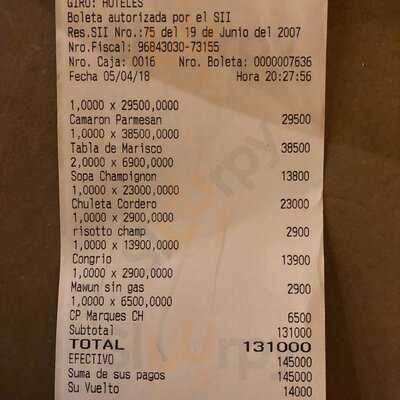 GIRO: HOTELES
Boleta autorizada por el SII
Res.SII Nro.:75 del 19 de Junio del 2007
Nro.Fiscal: 96843030-73155
Nro. Caja: 0016 Nro. Boleta: 0000007636
Fecha 05/04/18 Hora 20:27:56
1,0000 x 29500,0000
Camaron Parmesan 29500
1,0000 x 38500,0000
Tabla de Marisco 38500
2,0000 x 6900,0000
Sopa Champignon 13800
1,0000 x 23000,0000
Chuleta Cordero 23000
1,0000 x 2900,0000
risotto champ 2900
1,0000 x 13900,0000
Congrio 13900
1,0000 x 2900,0000
Mawun sin gas 2900
1,0000 x 6500,0000
CP Marques CH 6500
Subtotal 131000
TOTAL 131000
EFECTIVO 145000
Suma de sus pagos 145000
Su Vuelto 14000